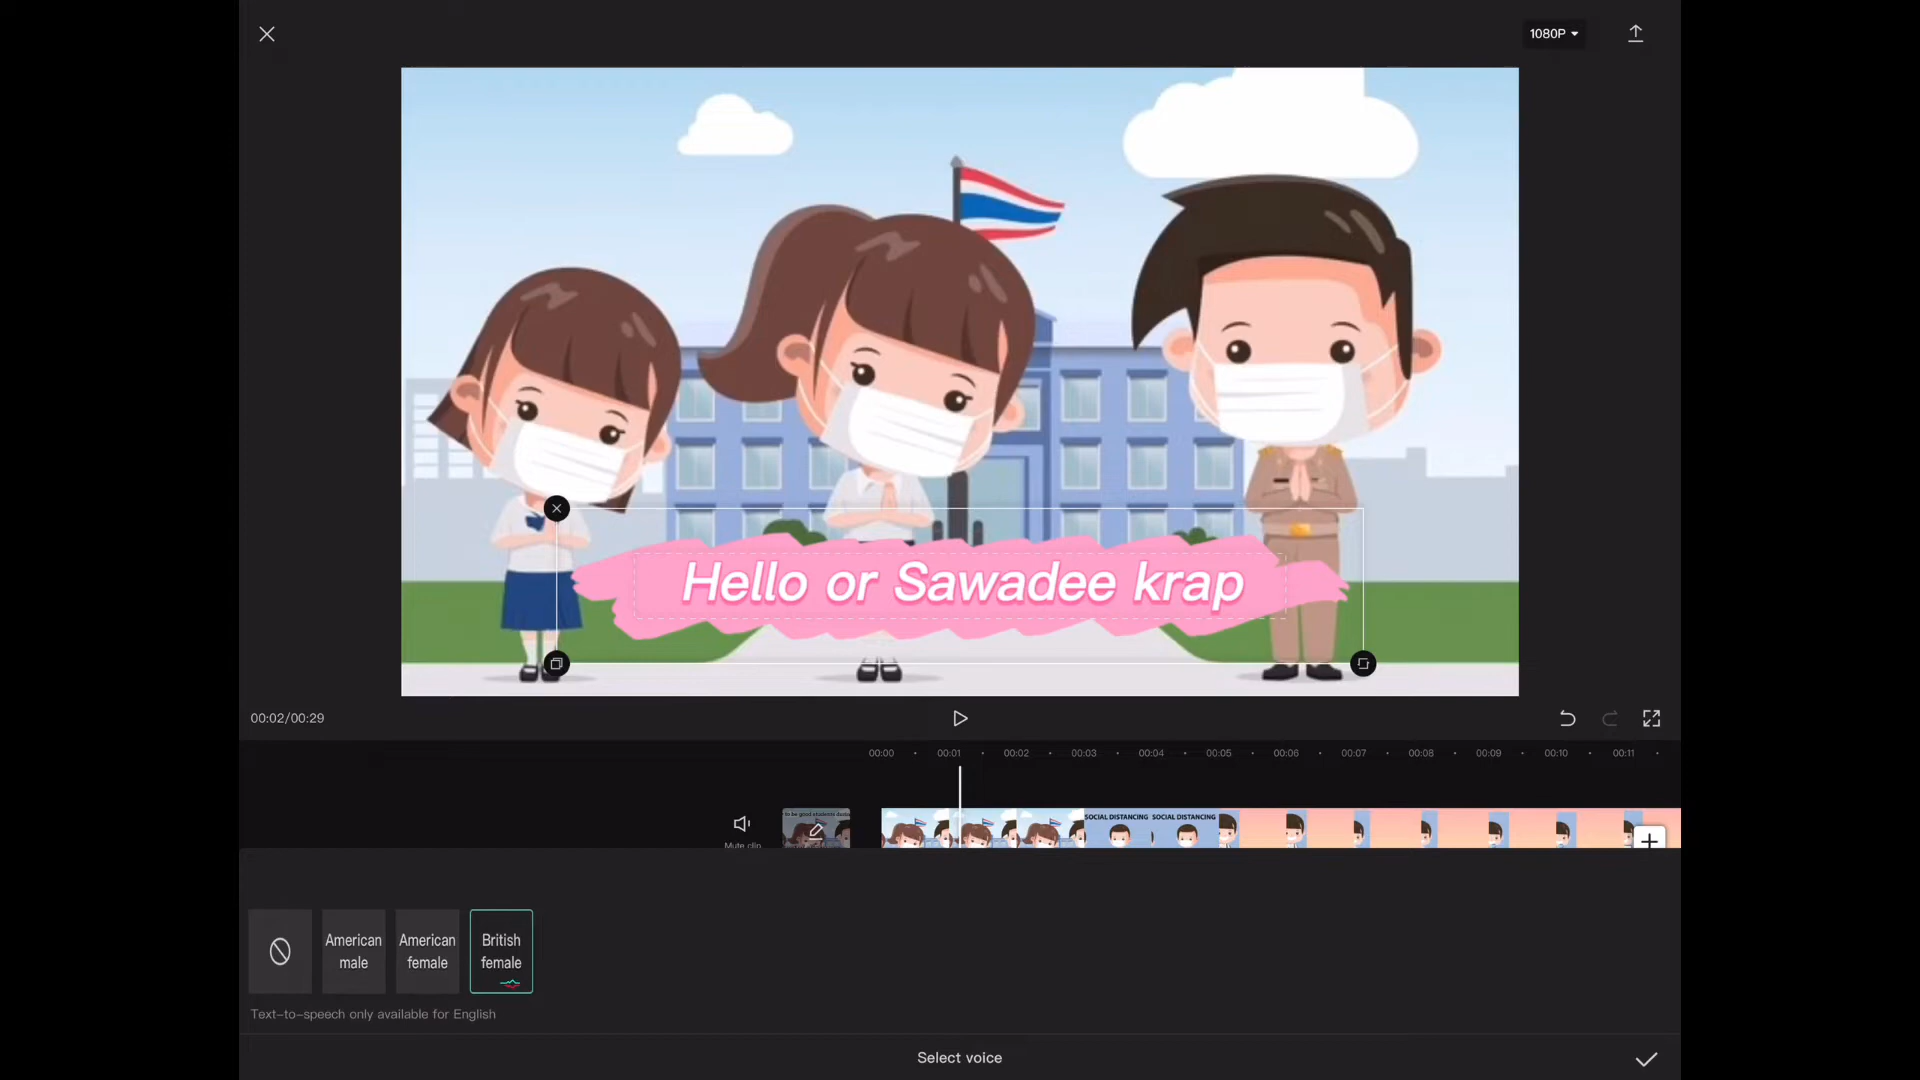 1080P
Hello or Sawadee krap
00:02/00:29
00:00 00:01 00:02 00:03 00:04 00:05 00:06 00:07 00:08 00:09 00:10 00:11
Mute clip
SOCIAL DISTANCING SOCIAL DISTANCING
American male
American female
British female
Text-to-speech only available for English
Select voice